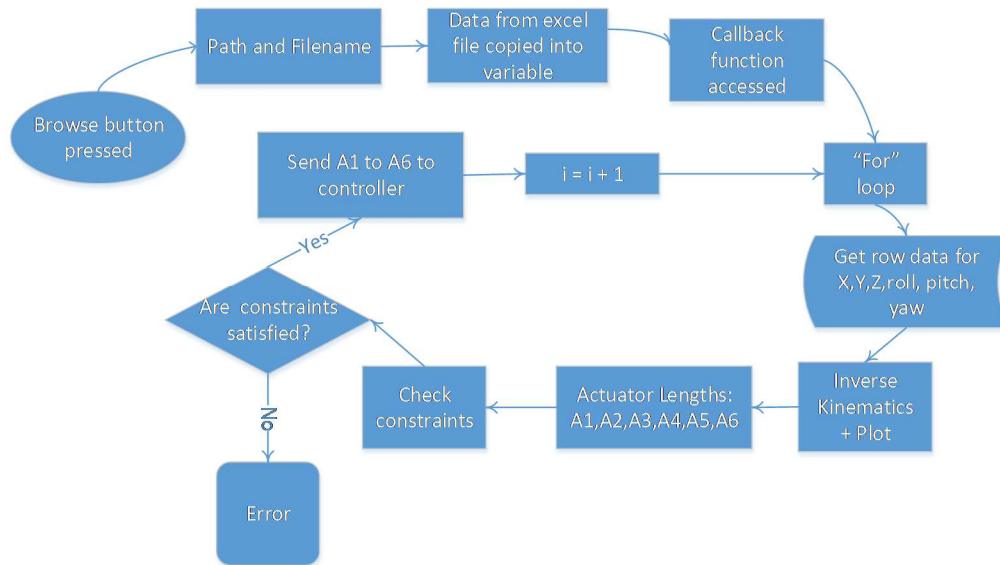 Browse button
pressed
Path and Filename
Data from excel
file copied into
variable
Callback
function
accessed
"For"
loop
Get row data for
X,Y,Z,roll, pitch,
yaw
Inverse
Kinematics
+ Plot
Actuator Lengths:
A1,A2,A3,A4,A5,A6
Check
constraints
Are constraints
satisfied?
Yes
Send A1 to A6 to
controller
i = i + 1
No
Error